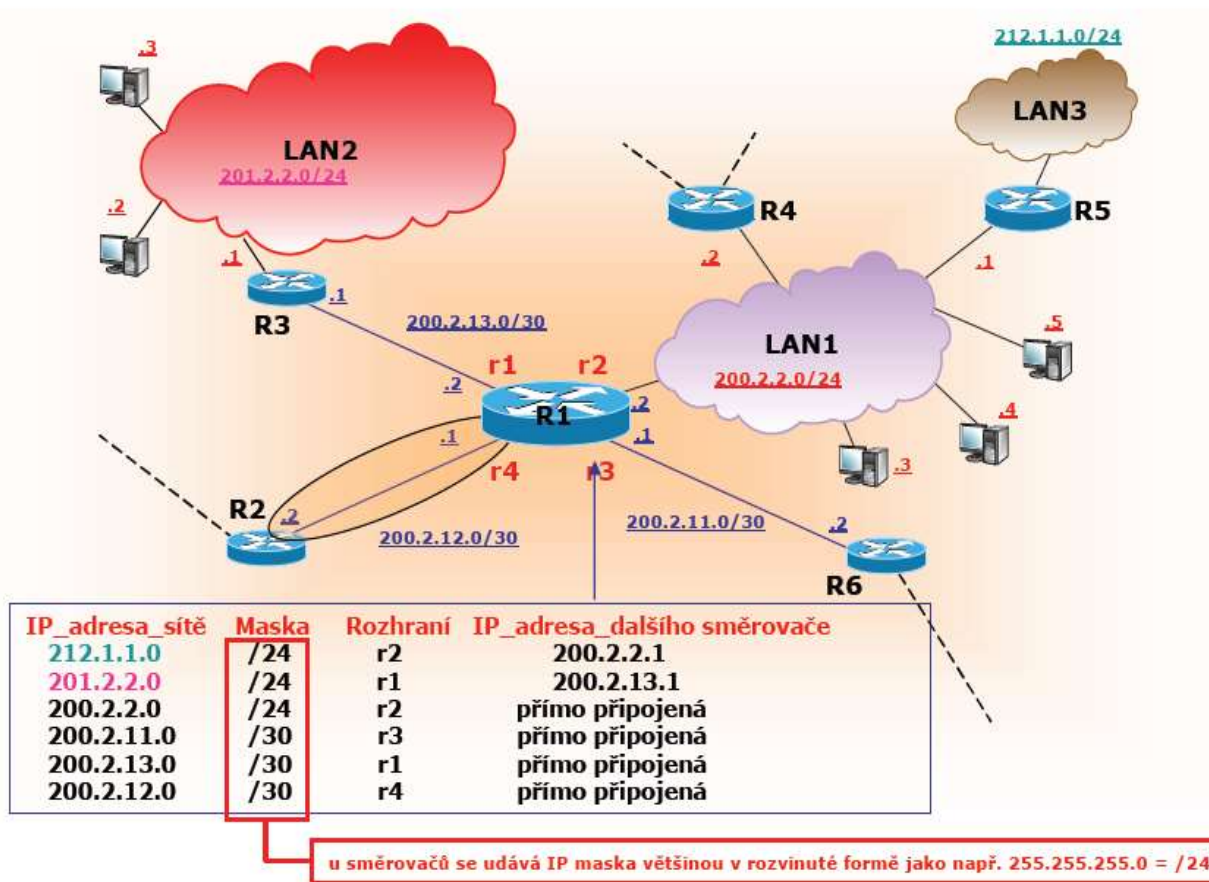 .3
212.1.1.0/24
LAN3
LAN2
201.2.2.0/24
.2
R4
R5
.1
.2
.1
.1
R3
200.2.13.0/30
.5
LAN1
r1
r2
200.2.2.0/24
.2
.2
R1
.4
.1
.1
.3
r4
r3
R2
.2
200.2.12.0/30
200.2.11.0/30
.2
R6
IP_adresa_sítě Maska Rozhraní IP_adresa_dalšího směrovače
212.1.1.0 /24 r2 200.2.2.1
201.2.2.0 /24 r1 200.2.13.1
200.2.2.0 /24 r2 přímo připojená
200.2.11.0 /30 r3 přímo připojená
200.2.13.0 /30 r1 přímo připojená
200.2.12.0 /30 r4 přímo připojená
u směrovačů se udává IP maska většinou v rozvinuté formě jako např. 255.255.255.0 = /24